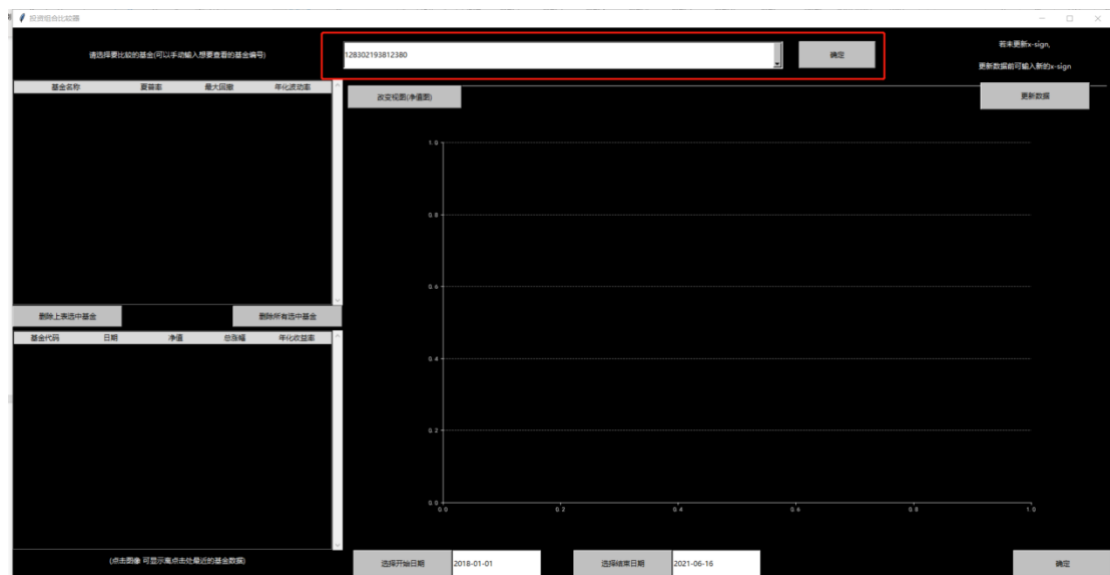 投资组合比较器
请选择要比较的基金(可以手动输入想要查看的基金编号)
128302193812380
确定
若未更新x-sign,
更新数据前可输入新的x-sign
基金名称 夏普率 最大回撤 年化波动率
改变视图(净值图)
更新数据
1.0
0.8
0.6
0.4
0.2
0.0
0.0 0.2 0.4 0.6 0.8 1.0
删除上表选中基金
删除所有选中基金
基金代码 日期 净值 总涨幅 年化收益率
(点击图像 可显示离点击处最近的基金数据)
选择开始日期
2018-01-01
选择结束日期
2021-06-16
确定